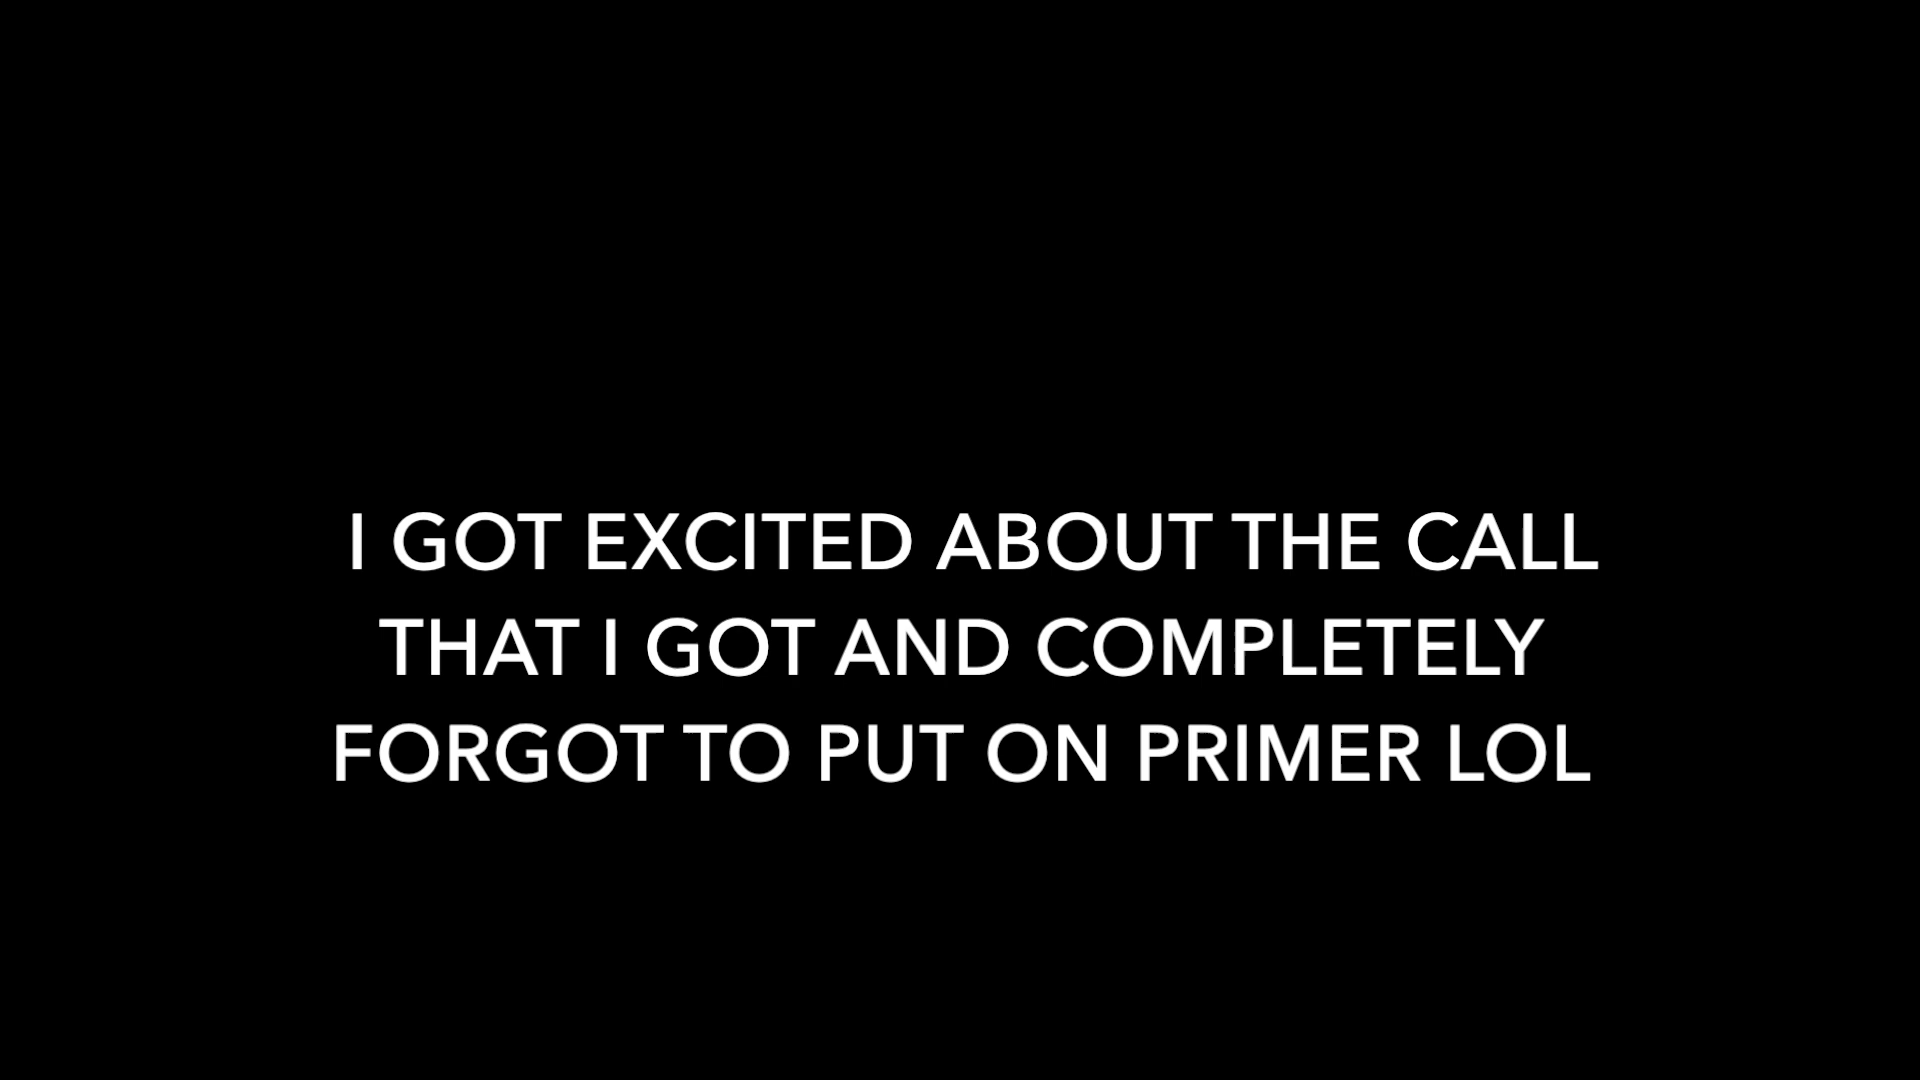 I GOT EXCITED ABOUT THE CALL
THAT I GOT AND COMPLETELY
FORGOT TO PUT ON PRIMER LOL